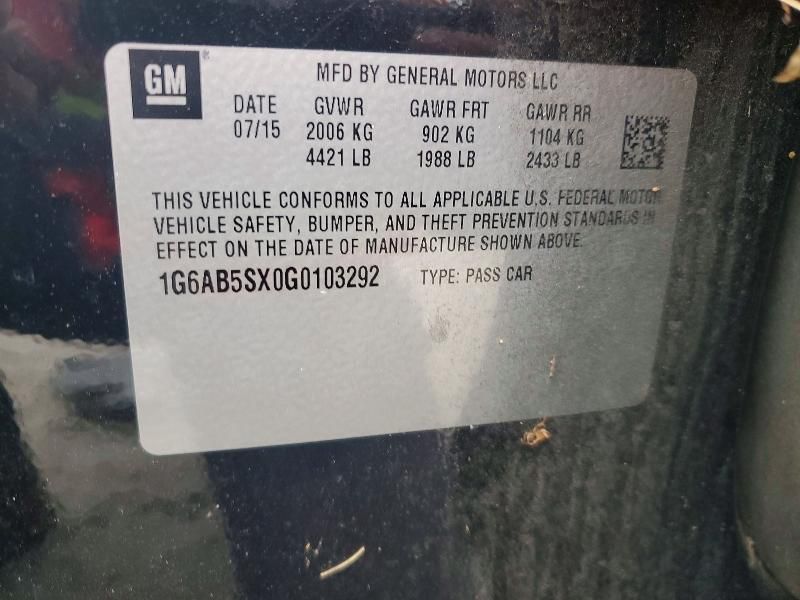 GM
MFD BY GENERAL MOTORS LLC
DATE GVWR GAWR FRT GAWR RR
07/15 2006 KG 902 KG 1104 KG
4421 LB 1988 LB 2433 LB
THIS VEHICLE CONFORMS TO ALL APPLICABLE U.S. FEDERAL MOTOR
VEHICLE SAFETY, BUMPER, AND THEFT PREVENTION STANDARDS IN
EFFECT ON THE DATE OF MANUFACTURE SHOWN ABOVE.
1G6AB5SX0G0103292 TYPE: PASS CAR